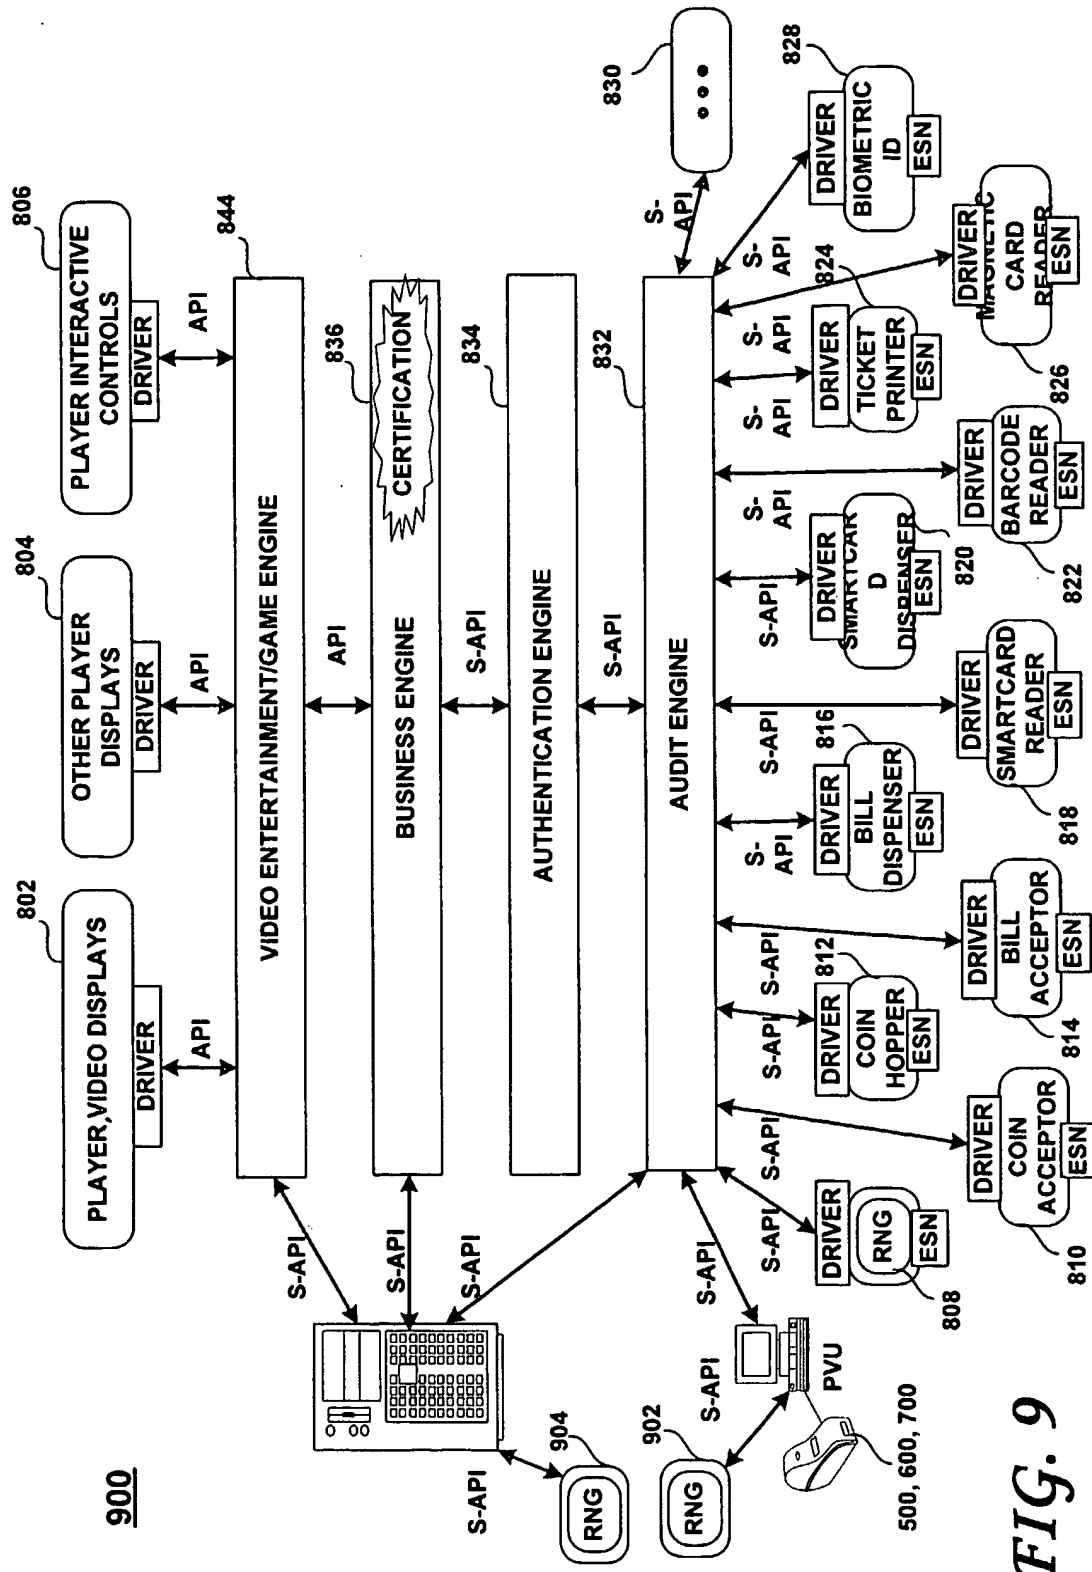 900
802
PLAYER,VIDEO DISPLAYS
DRIVER
API
804
OTHER PLAYER
DISPLAYS
DRIVER
API
806
PLAYER INTERACTIVE
CONTROLS
DRIVER
API
844
VIDEO ENTERTAINMENT/GAME ENGINE
API
836
BUSINESS ENGINE
CERTIFICATION
S-API
834
AUTHENTICATION ENGINE
S-API
832
AUDIT ENGINE
S-API
S-API
S-API
S-API
904
RNG
902
RNG
S-API
S-API
PVU
500, 600, 700
S-API
DRIVER
RNG
ESN
808
S-API
DRIVER
COIN
ACCEPTOR
ESN
810
S-API
812
DRIVER
COIN
HOPPER
ESN
S-API
DRIVER
BILL
ACCEPTOR
ESN
814
S-
API
816
DRIVER
BILL
DISPENSER
ESN
S-API
DRIVER
SMARTCARD
READER
ESN
818
S-API
DRIVER
SMARTCAR
D
DISPENSER
ESN
820
S-
API
DRIVER
BARCODE
READER
ESN
822
S-
API
824
DRIVER
TICKET
PRINTER
ESN
S-
API
DRIVER
MAGNETIC
CARD
READER
ESN
826
S-
API
828
DRIVER
BIOMETRIC
ID
ESN
S-
API
830
FIG. 9